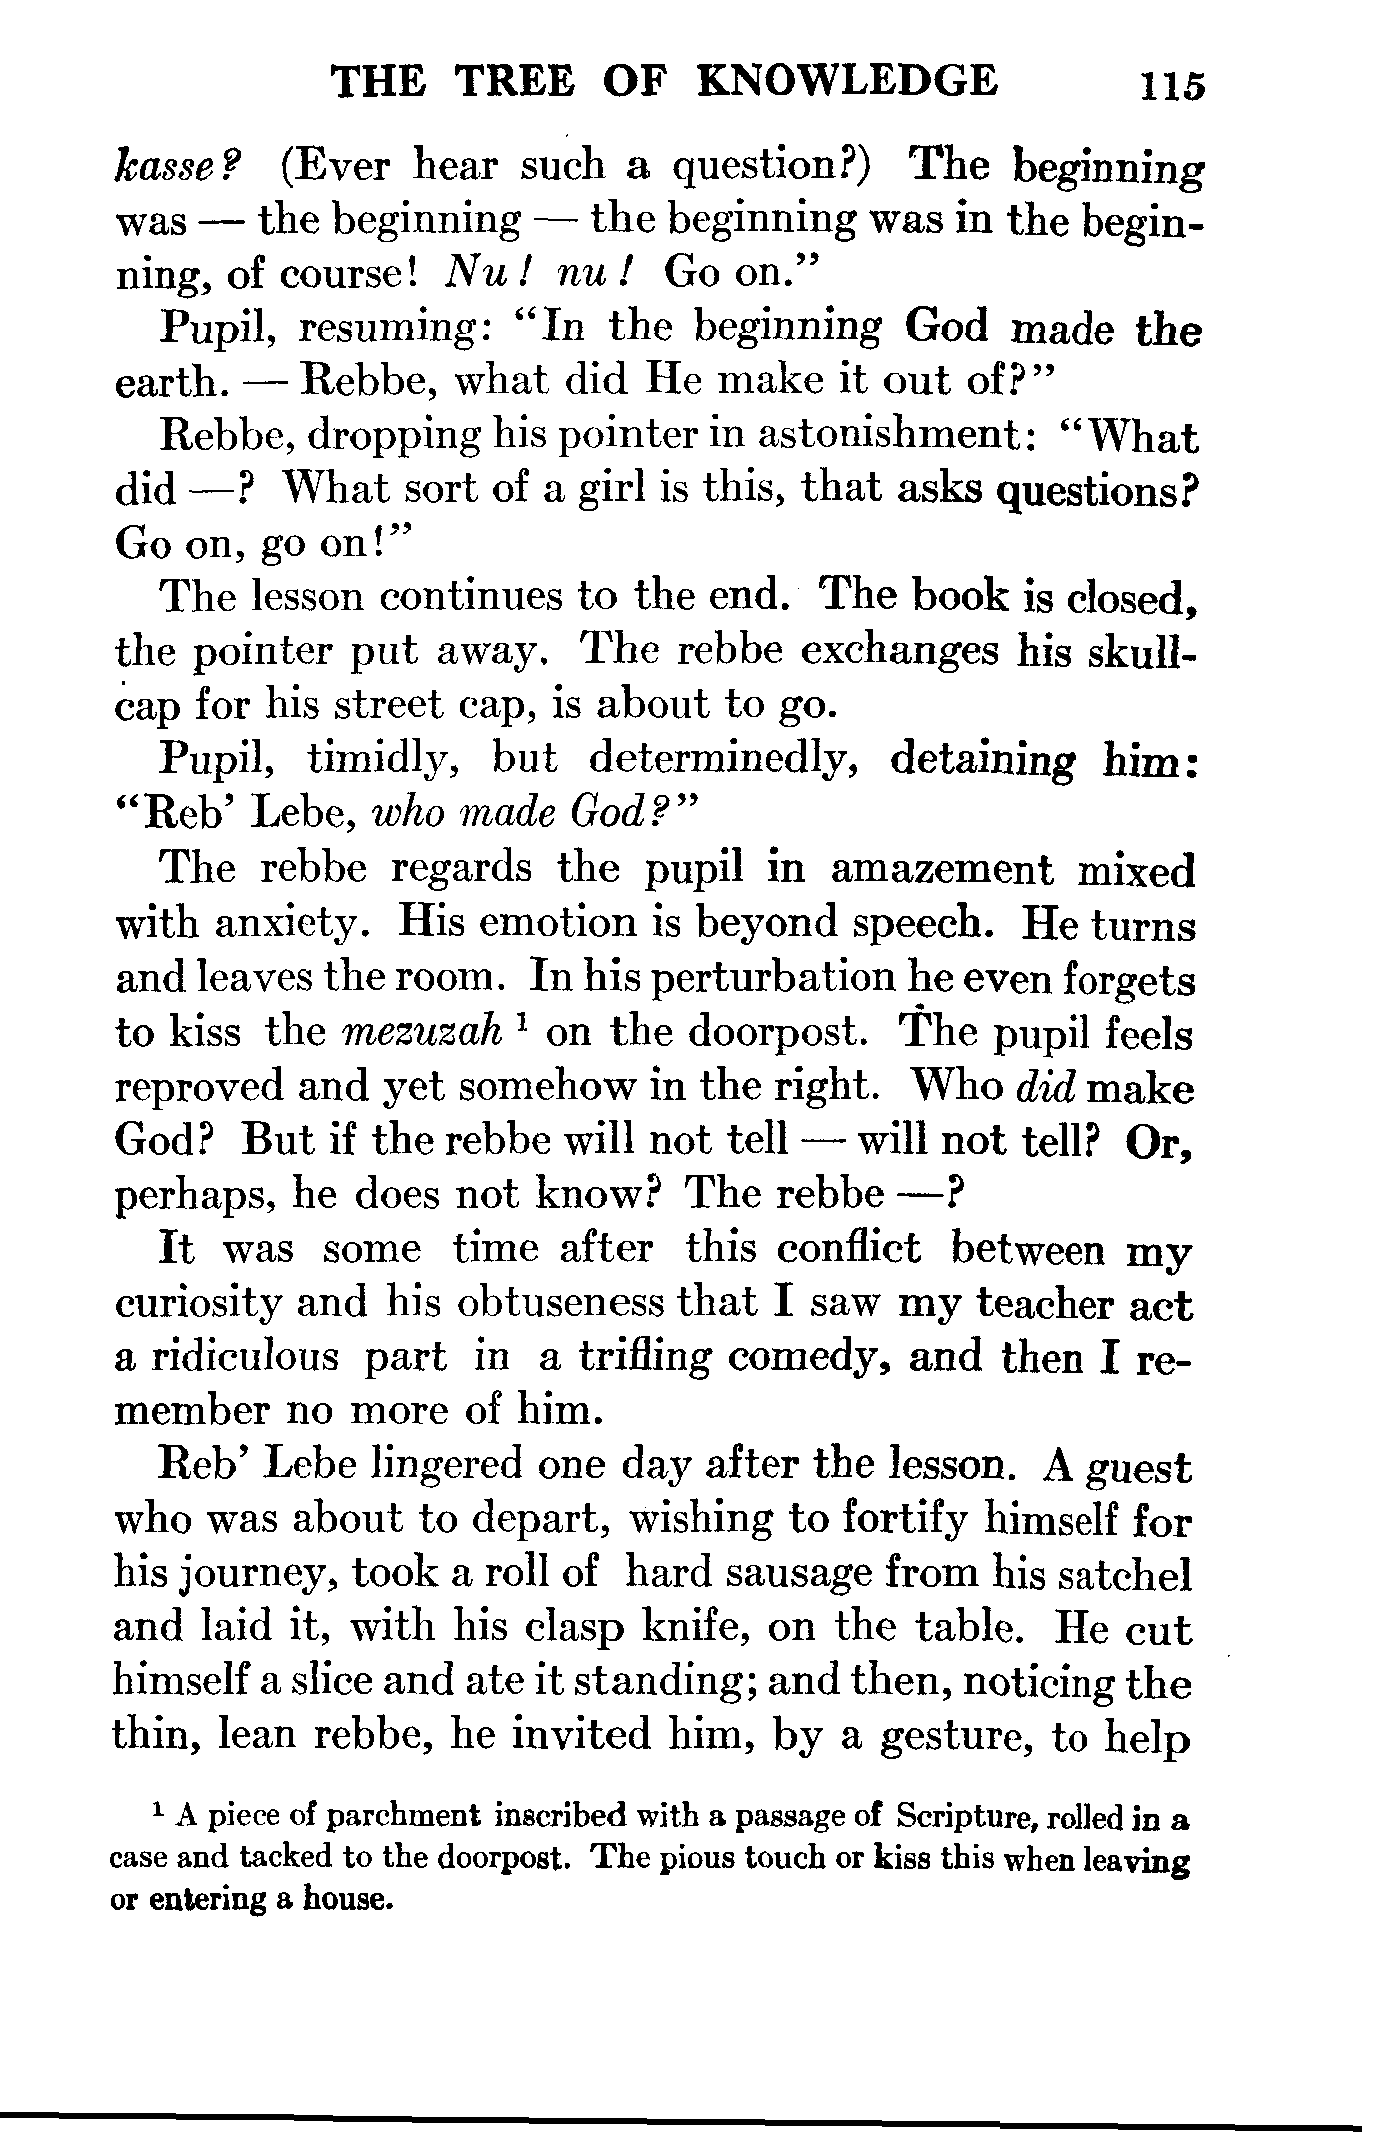 THE TREE OF KNOWLEDGE 115
kasse? (Ever hear such a question?) The beginning
was — the beginning — the beginning was in the begin-
ning, of course! Nu! nu! Go on.”
Pupil, resuming: “In the beginning God made the
earth. — Rebbe, what did He make it out of?”
Rebbe, dropping his pointer in astonishment: “What
did —? What sort of a girl is this, that asks questions?
Go on, go on!”
The lesson continues to the end. The book is closed,
the pointer put away. The rebbe exchanges his skull-
cap for his street cap, is about to go.
Pupil, timidly, but determinedly, detaining him:
“Reb’ Lebe, who made God?”
The rebbe regards the pupil in amazement mixed
with anxiety. His emotion is beyond speech. He turns
and leaves the room. In his perturbation he even forgets
to kiss the mezuzah ¹ on the doorpost. The pupil feels
reproved and yet somehow in the right. Who did make
God? But if the rebbe will not tell — will not tell? Or,
perhaps, he does not know? The rebbe —?
It was some time after this conflict between my
curiosity and his obtuseness that I saw my teacher act
a ridiculous part in a trifling comedy, and then I re-
member no more of him.
Reb’ Lebe lingered one day after the lesson. A guest
who was about to depart, wishing to fortify himself for
his journey, took a roll of hard sausage from his satchel
and laid it, with his clasp knife, on the table. He cut
himself a slice and ate it standing; and then, noticing the
thin, lean rebbe, he invited him, by a gesture, to help
¹ A piece of parchment inscribed with a passage of Scripture, rolled in a
case and tacked to the doorpost. The pious touch or kiss this when leaving
or entering a house.